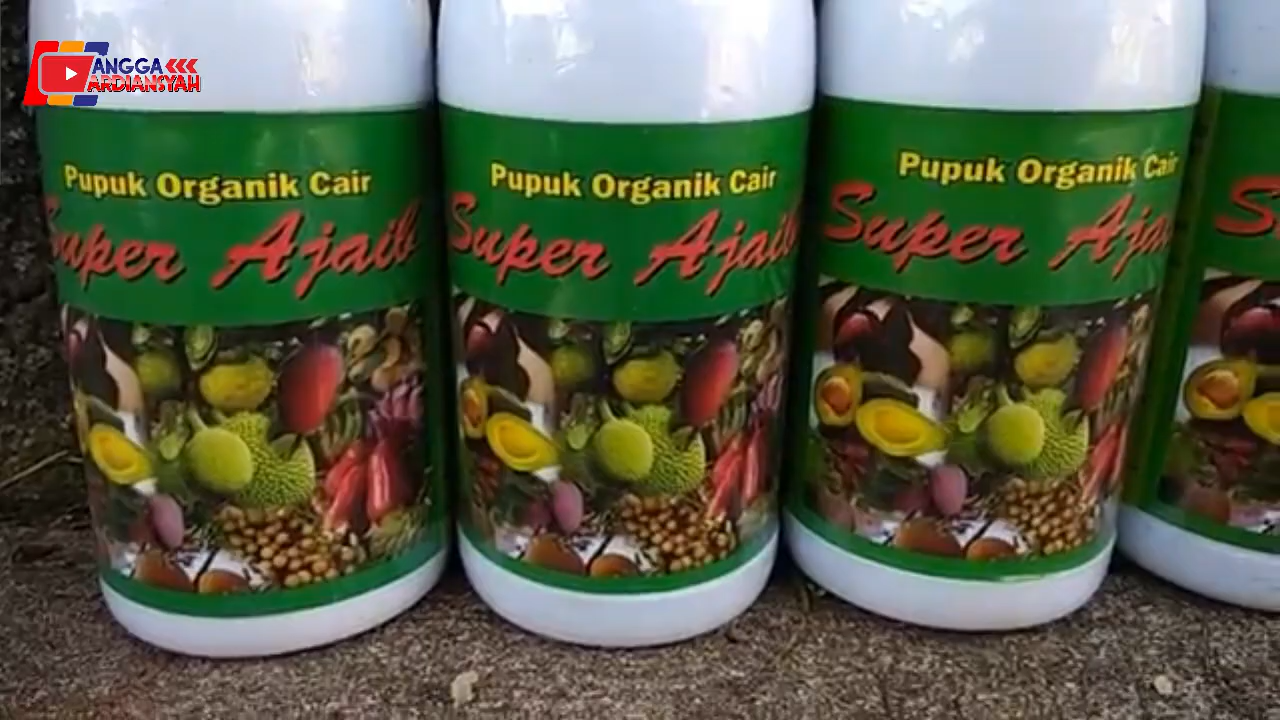 ANGGA
ARDIANSYAH
Pupuk Organik Cair
Super Ajaib
Pupuk Organik Cair
Super Ajaib
Pupuk Organik Cair
Super Aja
S